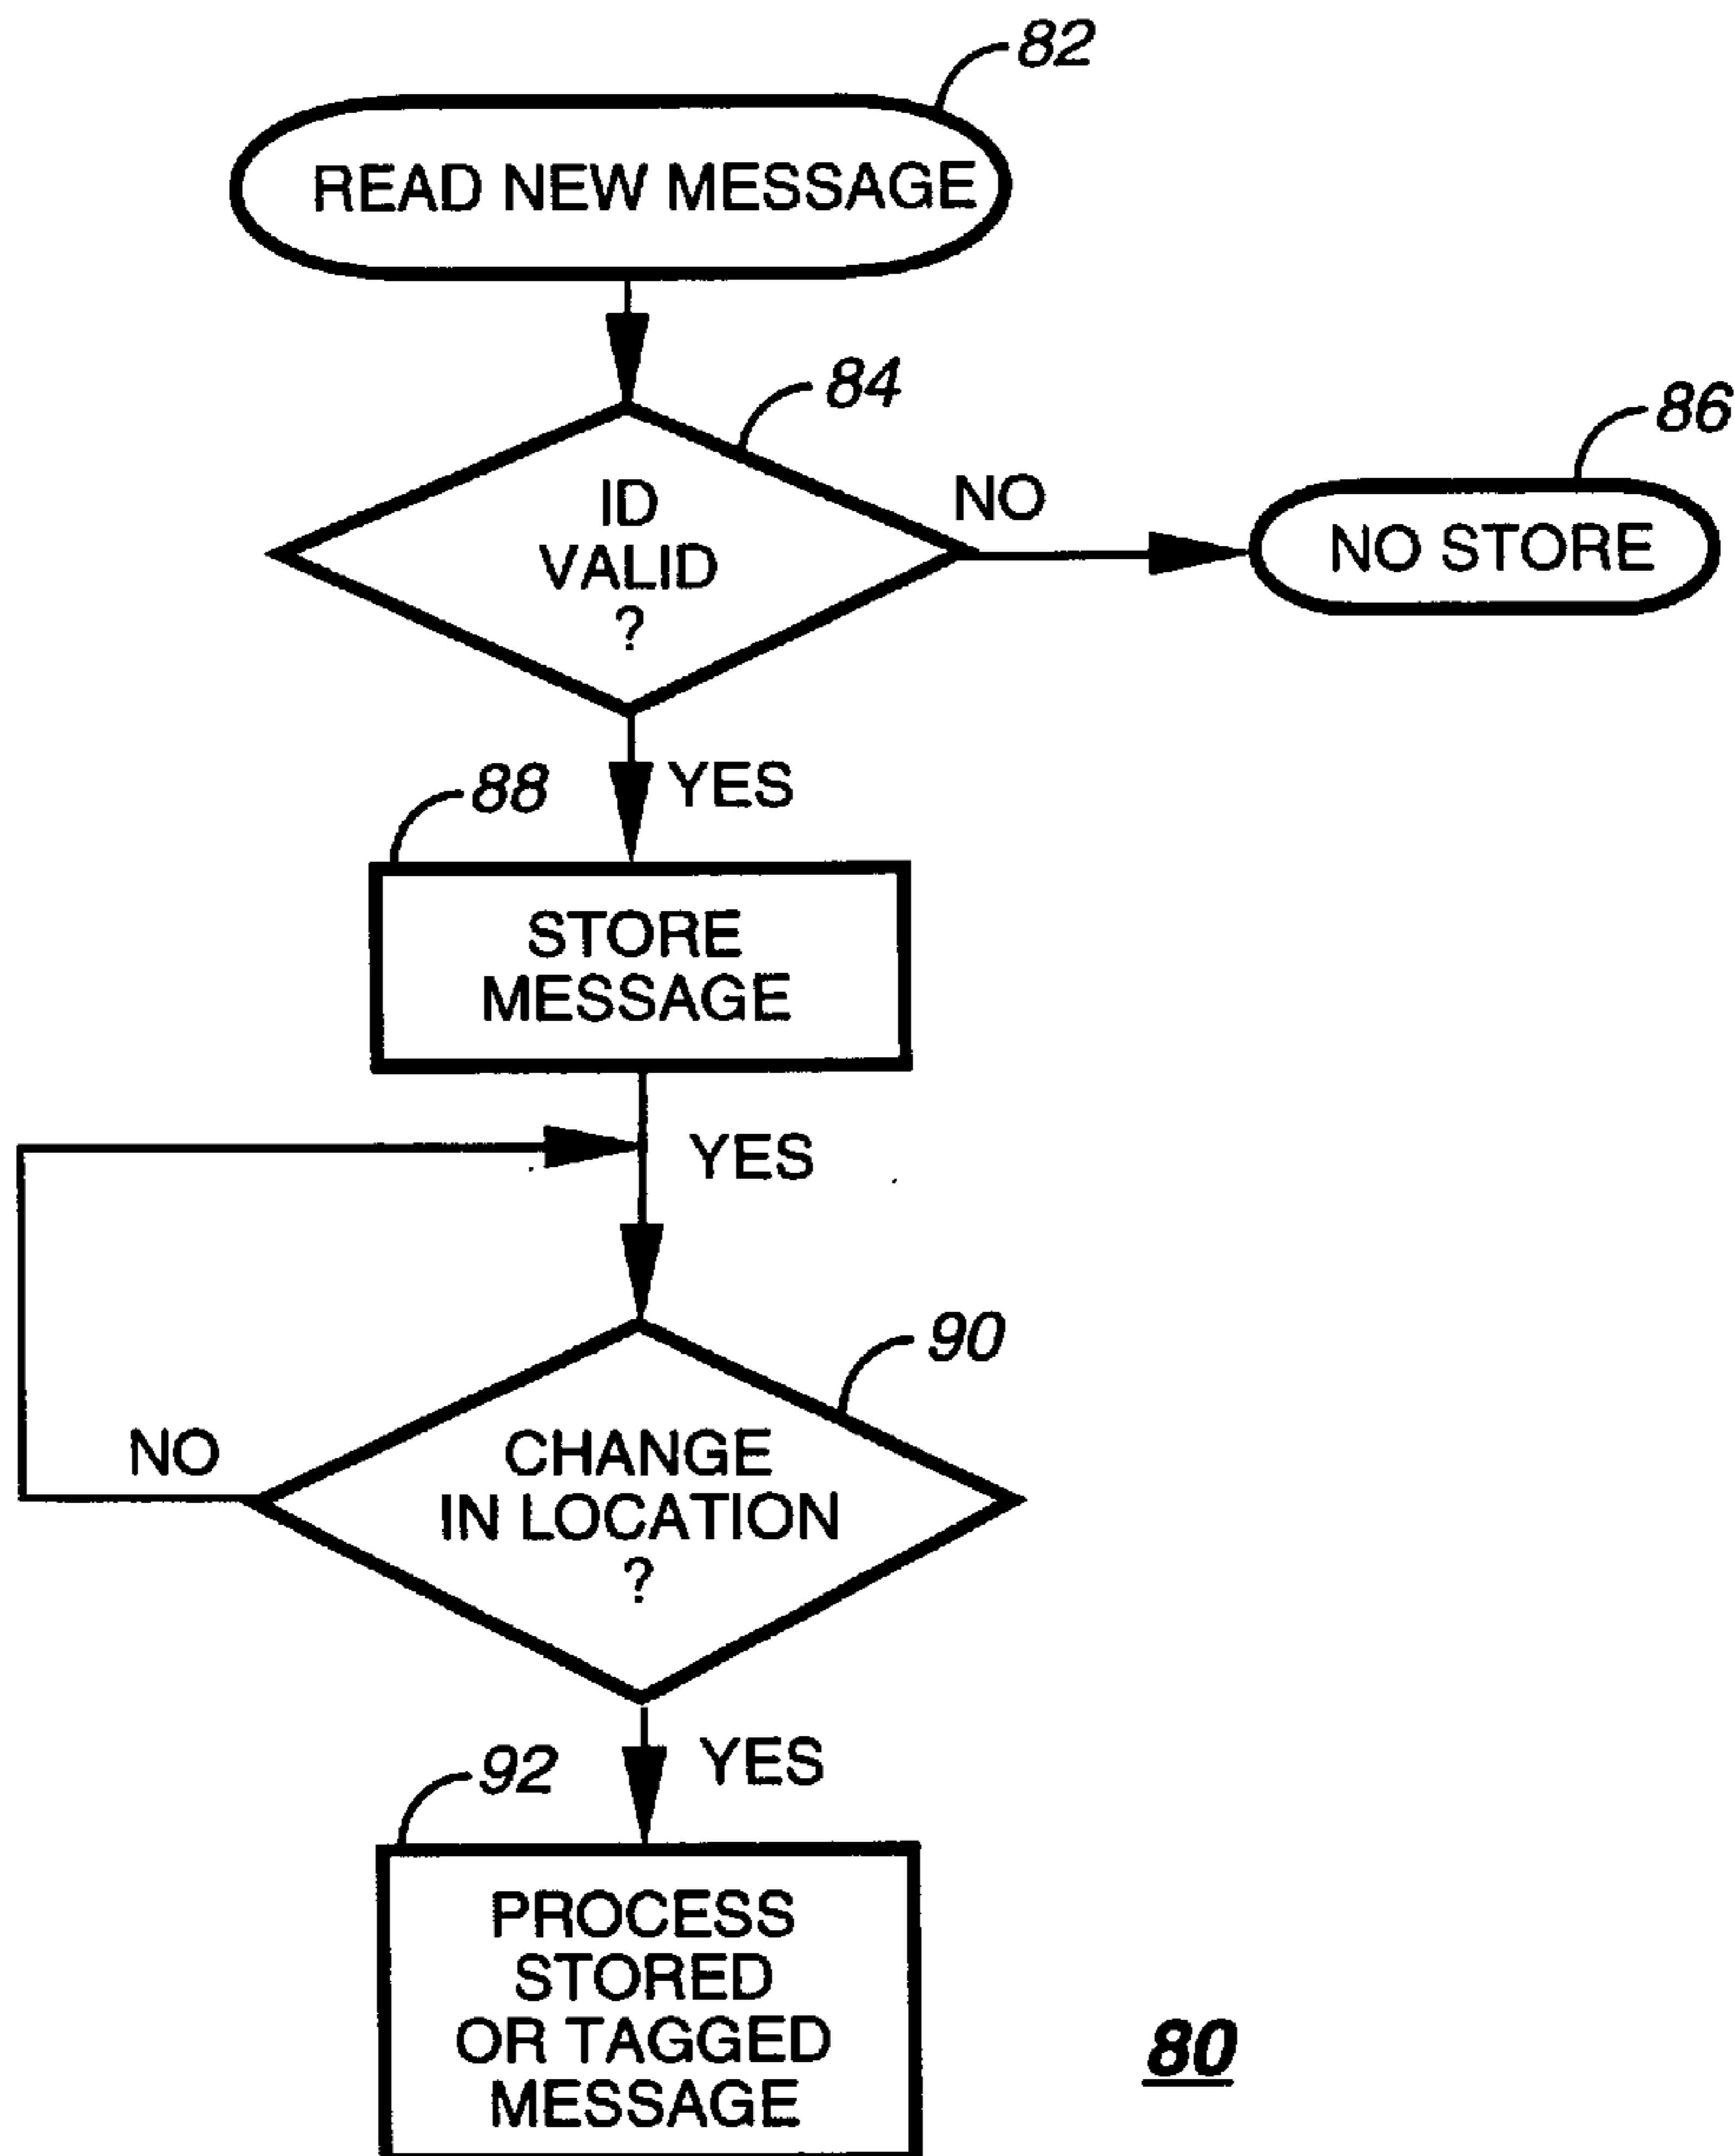 82
READ NEW MESSAGE
84
86
ID
VALID
?
NO
NO STORE
YES
88
STORE
MESSAGE
YES
90
NO
CHANGE
IN LOCATION
?
YES
92
PROCESS
STORED
OR TAGGED
MESSAGE
80